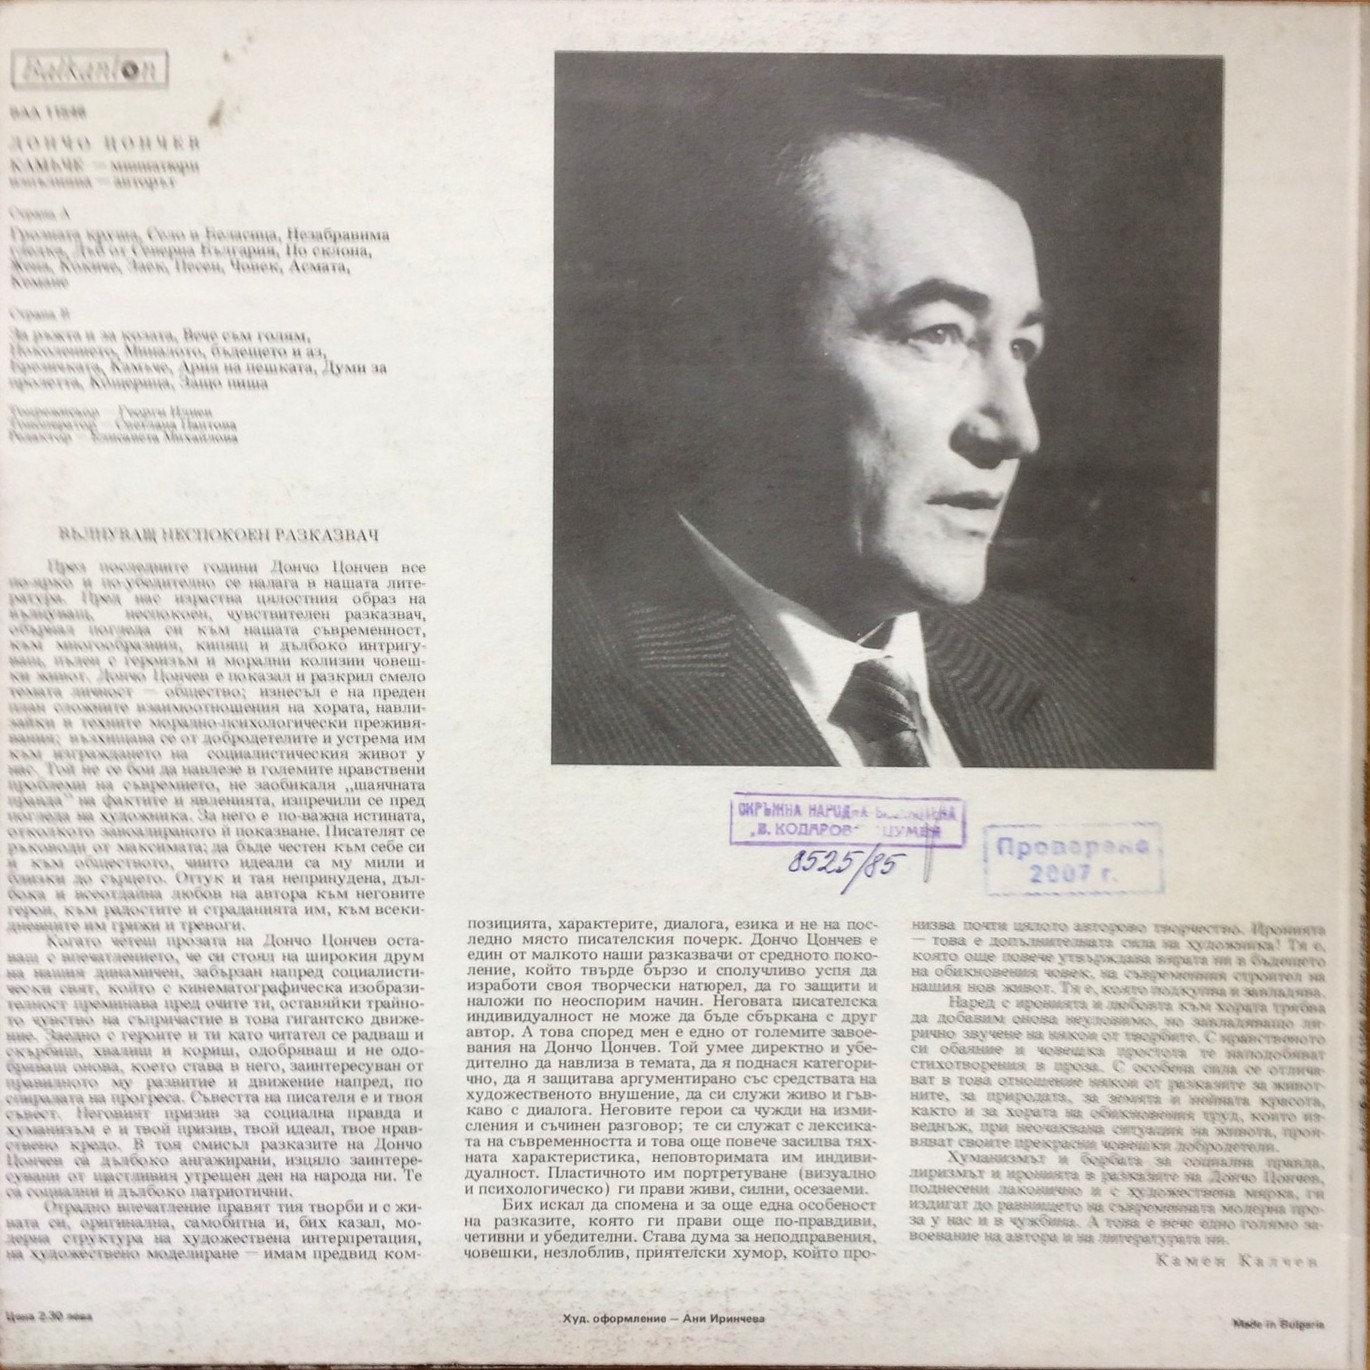 Balkanton
ВАА 11648
ДОНЧО ЦОНЧЕВ
КАМЪЧЕ — миниатюри
изпълнява — авторът
Страна А
Грозната круша, Село и Беласица, Незабравима
гледка, Дъб от Северна България, По склона,
Жена, Кокиче, Заек, Песен, Човек, Асмата,
Страна В
За ръжта и за козата, Вече съм голям,
Поколението, Миналото, бъдещето и аз,
Брезичката, Камъче, Ария на пешката, Думи за
пролетта, Кощерица, Защо пиша
Тонрежисьор — Георги
Тоноператор — Светлана
Редактор — Елисавета Михайлова
ВЪЛНУВАЩ НЕСПОКОЕН РАЗКАЗВАЧ
През последните години Дончо Цончев все
по-ярко и по-убедително се налага в нашата лите-
ратура. Пред нас израства цялостния образ на
вълнуващ, неспокоен, чувствителен разказвач,
обърнал погледа си към нашата съвременност,
към многообразния, кипящ и дълбоко интригу-
ващ, пълен с героизъм и морални колизии човеш-
ки живот. Дончо Цончев е показал и разкрил смело
темата личност — общество; изнесъл е на преден
план сложните взаимоотношения на хората, навли-
зайки в техните морално-психологически преживя-
вания; възхищава се от добродетелите и устрема им
към изграждането на социалистическия живот у
нас. Той не се бои да навлезе в големите нравствени
проблеми на съвремието, не заобикаля „шаячната
правда" на фактите и явленията, изпречили се пред
погледа на художника. За него е по-важна истината,
отколкото завоалираното ѝ показване. Писателят се
ръководи от максимата: да бъде честен към себе си
и към обществото, чиито идеали са му мили и
близки до сърцето. Оттук и тая непринудена, дъл-
бока и всеотдайна любов на автора към неговите
герои, към радостите и страданията им, към всеки-
дневните им грижи и тревоги.
Когато четеш прозата на Дончо Цончев оста-
ваш с впечатлението, че си стоял на широкия друм
на нашия динамичен, забързан напред социалисти-
чески свят, който с кинематографическа изобрази-
телност преминава пред очите ти, оставяйки трайно-
то чувство на съпричастие в това гигантско движе-
ние. Заедно с героите и ти като читател се радваш и
скърбиш, хвалиш и кориш, одобряваш и не одо-
бряваш онова, което става в него, заинтересуван от
правилното му развитие и движение напред, по
спиралата на прогреса. Съвестта на писателя е и твоя
съвест. Неговият призив за социална правда и
хуманизъм е и твой призив, твой идеал, твое нрав-
ствено кредо. В тоя смисъл разказите на Дончо
Цончев са дълбоко ангажирани, изцяло заинтере-
сувани от щастливия утрешен ден на народа ни. Те
са социални и дълбоко патриотични.
Отрадно впечатление правят тия творби и с жи-
вата си, оригинална, самобитна и, бих казал, мо-
дерна структура на художествена интерпретация,
на художествено моделиране — имам предвид ком-
ОКРЪЖНА НАРОДНА БИБЛИОТЕКА
„В. КОЛАРОВ" ШУМЕН
8525/85
Проверено
2007 г.
позицията, характерите, диалога, езика и не на пос-
ледно място писателския почерк. Дончо Цончев е
един от малкото наши разказвачи от средното поко-
ление, който твърде бързо и сполучливо успя да
изработи своя творчески натюрел, да го защити и
наложи по неоспорим начин. Неговата писателска
индивидуалност не може да бъде сбъркана с друг
автор. А това според мен е едно от големите завое-
вания на Дончо Цончев. Той умее директно и убе-
дително да навлиза в темата, да я поднася категори-
чно, да я защитава аргументирано със средствата на
художественото внушение, да си служи живо и гъв-
каво с диалога. Неговите герои са чужди на изми-
сления и съчинен разговор; те си служат с лексика-
та на съвременността и това още повече засилва тях-
ната характеристика, неповторимата им индиви-
дуалност. Пластичното им портретуване (визуално
и психологическо) ги прави живи, силни, осезаеми.
Бих искал да спомена и за още една особеност
на разказите, която ги прави още по-правдиви,
четивни и убедителни. Става дума за неподправения,
човешки, незлоблив, приятелски хумор, който про-
низва почти цялото авторово творчество. Иронията
— това е допълнителната сила на художника! Тя е,
която още повече утвърждава вярата ни в бъдещето
на обикновения човек, на съвременния строител на
нашия нов живот. Тя е, която подкупва и завладява.
Наред с иронията и любовта към хората трябва
да добавим онова неуловимо, но завладяващо ли-
рично звучене на някои от творбите. С нравственото
си обаяние и човешка простота те наподобяват
стихотворения в проза. С особена сила се отлича-
ват в това отношение някои от разказите за живот-
ните, за природата, за земята и нейната красота,
както и за хората на обикновения труд, които из-
веднъж, при неочаквана ситуация на живота, проя-
вяват своите прекрасни човешки добродетели.
Хуманизмът и борбата за социална правда,
лиризмът и иронията в разказите на Дончо Цончев,
поднесени лаконично и с художествена мярка, ги
издигат до равнището на съвременната модерна про-
за у нас и в чужбина. А това е вече едно голямо за-
воевание на автора и на литературата ни.
Камен Калчев
Цена 2.30 лева
Худ. оформление — Ани Иринчева
Made in Bulgaria